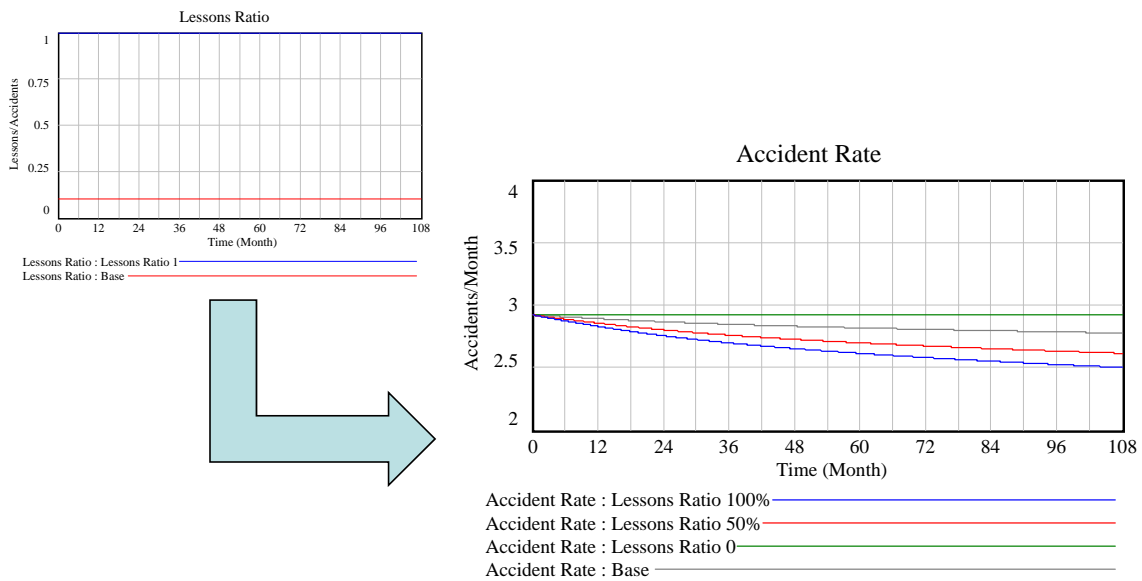 Lessons Ratio
1
0.75
0.5
0.25
0
Lessons/Accidents
0 12 24 36 48 60 72 84 96 108
Time (Month)
Lessons Ratio : Lessons Ratio 1
Lessons Ratio : Base
Accident Rate
4
3.5
3
2.5
2
Accidents/Month
0 12 24 36 48 60 72 84 96 108
Time (Month)
Accident Rate : Lessons Ratio 100%
Accident Rate : Lessons Ratio 50%
Accident Rate : Lessons Ratio 0
Accident Rate : Base